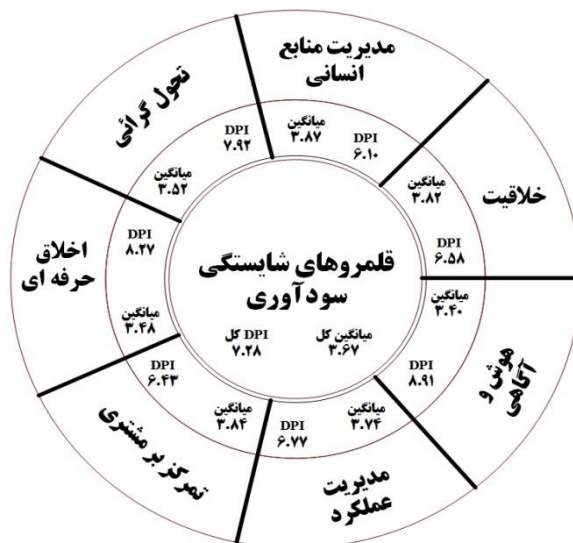 قلمروهای شایستگی
سودآوری
میانگین کل
۳.۶۷
DPI کل
۷.۲۸
مدیریت منابع
انسانی
میانگین
۳.۸۷
DPI
۶.۱۰
خلاقیت
میانگین
۳.۸۲
DPI
۶.۵۸
هوش و
آگاهی
میانگین
۳.۴۰
DPI
۸.۹۱
مدیریت
عملکرد
میانگین
۳.۷۴
DPI
۶.۷۷
تمرکز بر مشتری
میانگین
۳.۸۴
DPI
۶.۴۳
اخلاق
حرفه ای
میانگین
۳.۴۸
DPI
۸.۲۷
تحول گرائی
میانگین
۳.۵۲
DPI
۷.۹۲